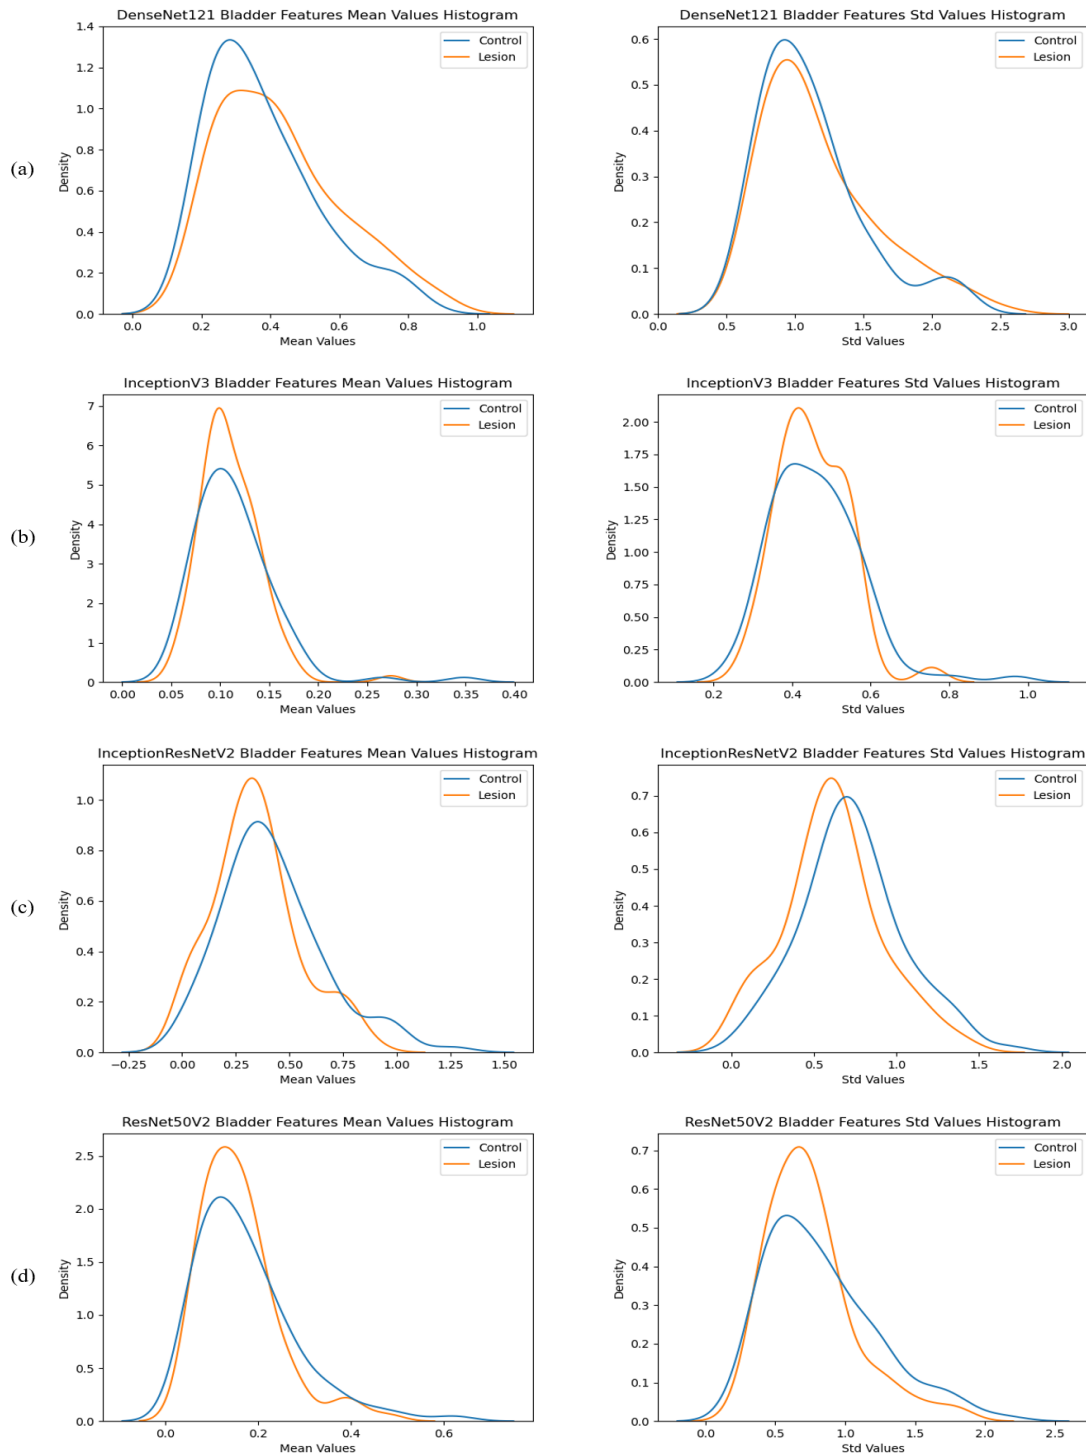 DenseNet121 Bladder Features Mean Values Histogram
1.4
1.2
1.0
0.8
0.6
0.4
0.2
0.0
Density
Control
Lesion
0.0 0.2 0.4 0.6 0.8 1.0
Mean Values
DenseNet121 Bladder Features Std Values Histogram
0.6
0.5
0.4
0.3
0.2
0.1
0.0
Density
Control
Lesion
0.0 0.5 1.0 1.5 2.0 2.5 3.0
Std Values
(a)
InceptionV3 Bladder Features Mean Values Histogram
7
6
5
4
3
2
1
0
Density
Control
Lesion
0.00 0.05 0.10 0.15 0.20 0.25 0.30 0.35 0.40
Mean Values
InceptionV3 Bladder Features Std Values Histogram
2.00
1.75
1.50
1.25
1.00
0.75
0.50
0.25
0.00
Density
Control
Lesion
0.2 0.4 0.6 0.8 1.0
Std Values
(b)
InceptionResNetV2 Bladder Features Mean Values Histogram
1.0
0.8
0.6
0.4
0.2
0.0
Density
Control
Lesion
−0.25 0.00 0.25 0.50 0.75 1.00 1.25 1.50
Mean Values
InceptionResNetV2 Bladder Features Std Values Histogram
0.7
0.6
0.5
0.4
0.3
0.2
0.1
0.0
Density
Control
Lesion
0.0 0.5 1.0 1.5 2.0
Std Values
(c)
ResNet50V2 Bladder Features Mean Values Histogram
2.5
2.0
1.5
1.0
0.5
0.0
Density
Control
Lesion
0.0 0.2 0.4 0.6
Mean Values
ResNet50V2 Bladder Features Std Values Histogram
0.7
0.6
0.5
0.4
0.3
0.2
0.1
0.0
Density
Control
Lesion
0.0 0.5 1.0 1.5 2.0 2.5
Std Values
(d)